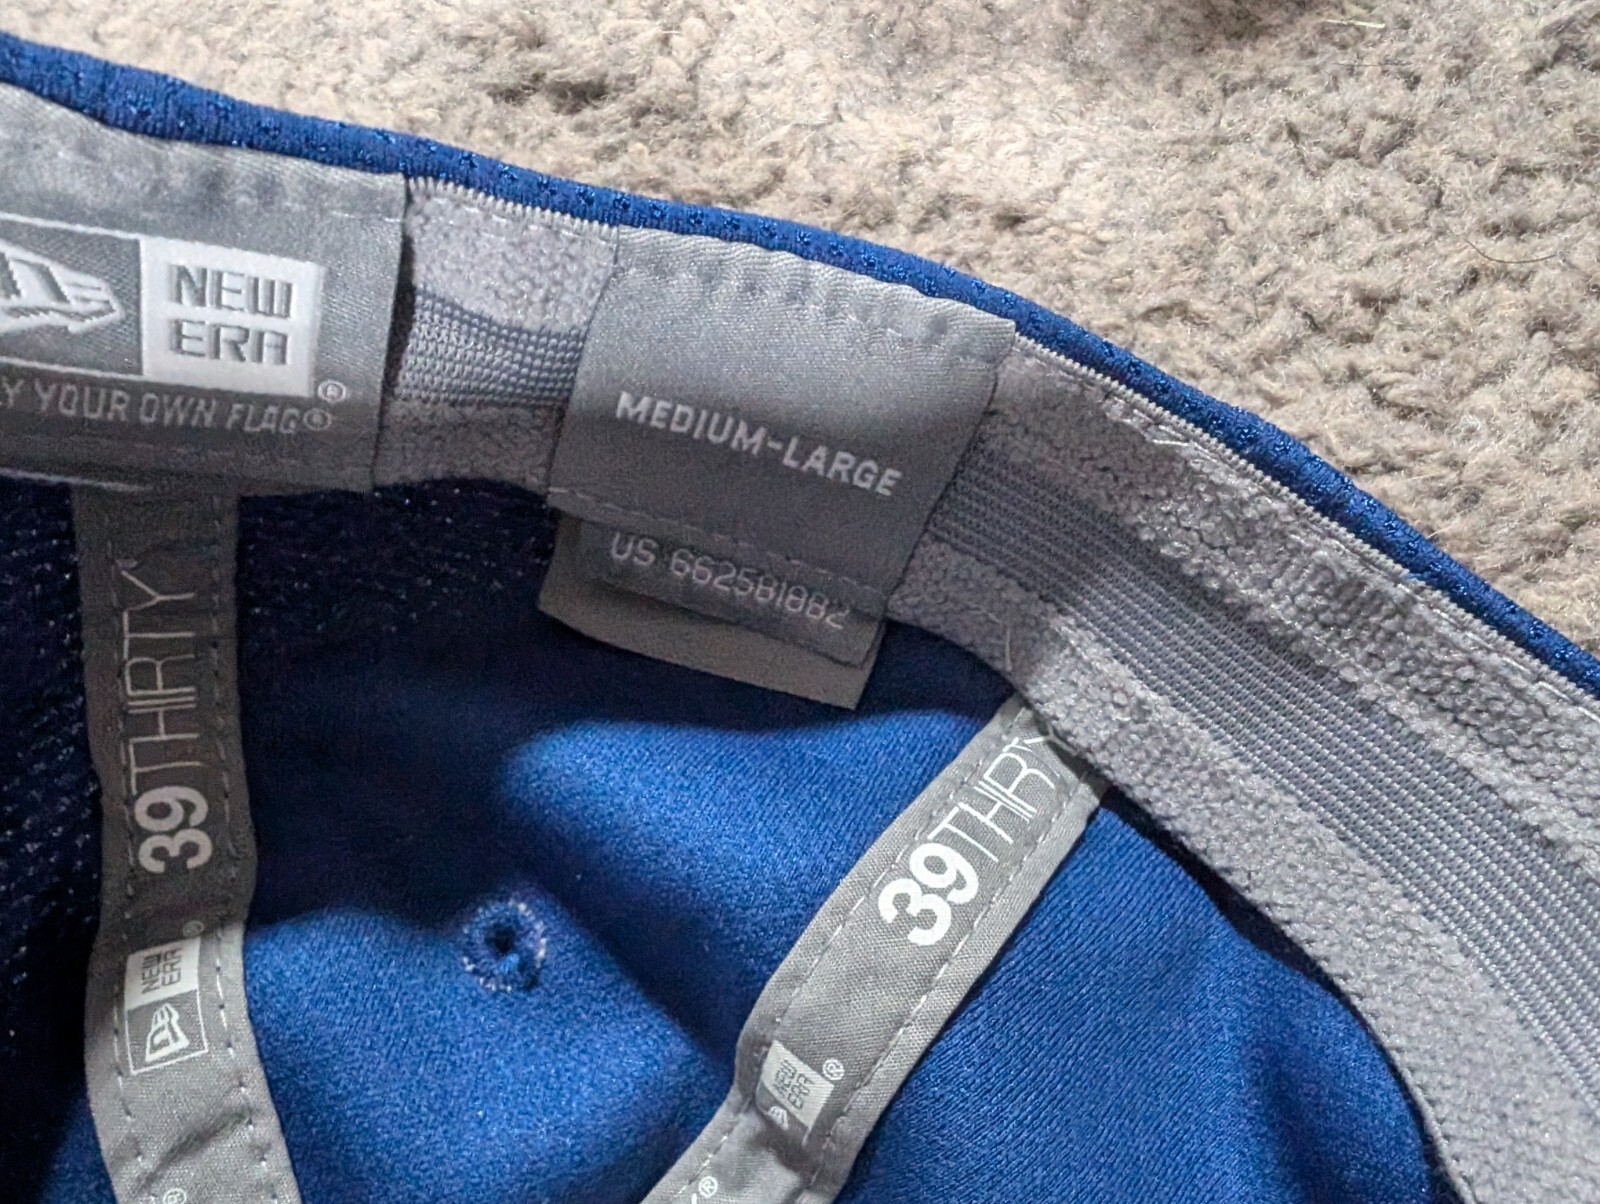 NEW
ERA
®
YOUR OWN FLAG®
MEDIUM-LARGE
US 662581882
39THIRTY
NEW
ERA
®
39THIRTY
NEW
ERA
®
®
®